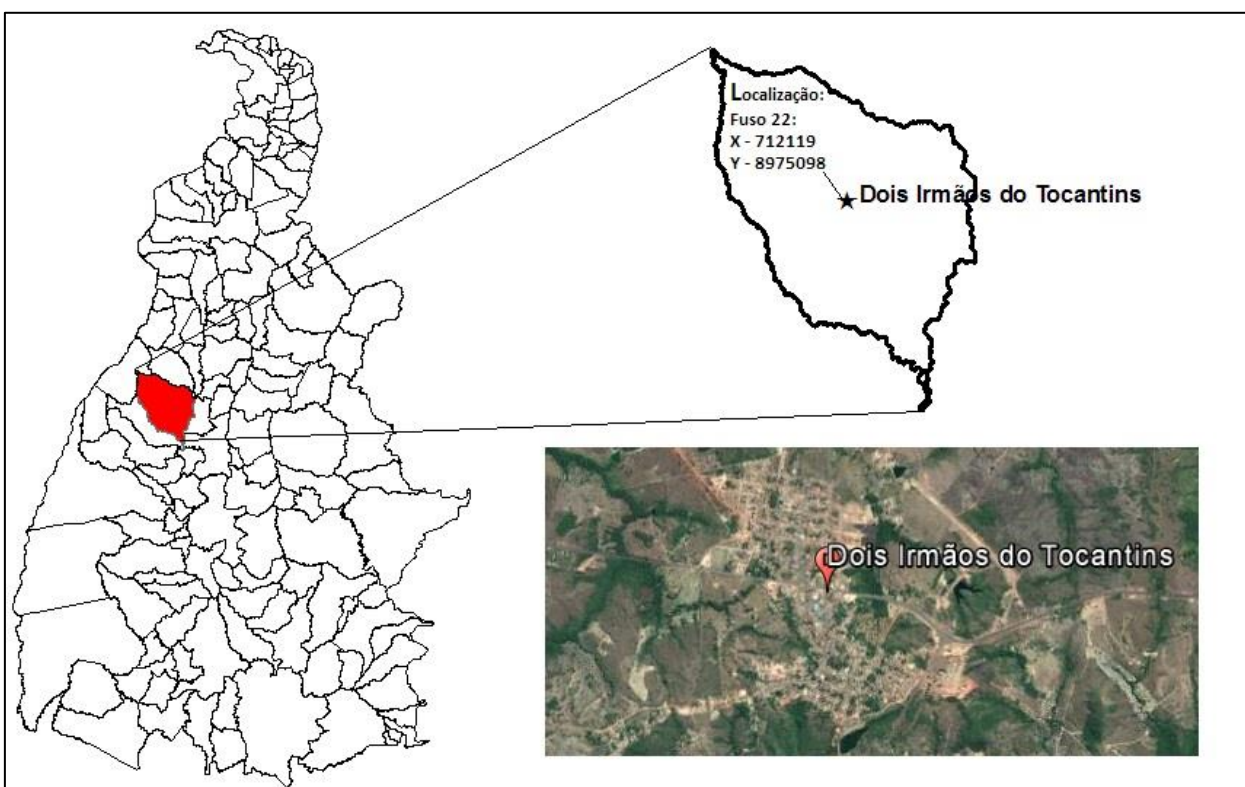 Localização:
Fuso 22:
X - 712119
Y - 8975098
Dois Irmãos do Tocantins
Dois Irmãos do Tocantins